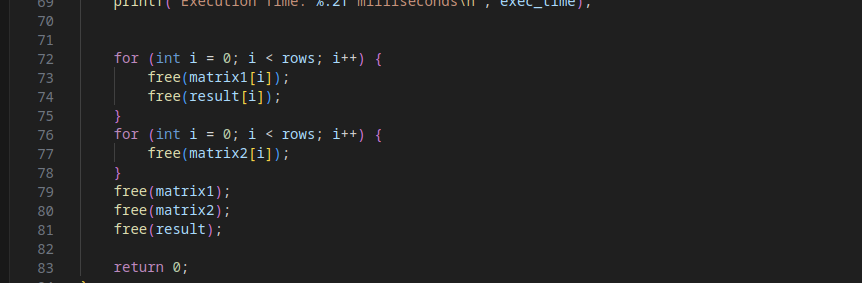 69 printf("Execution Time: %.2f milliseconds\n", exec_time);
70
71
72 for (int i = 0; i < rows; i++) {
73 free(matrix1[i]);
74 free(result[i]);
75 }
76 for (int i = 0; i < rows; i++) {
77 free(matrix2[i]);
78 }
79 free(matrix1);
80 free(matrix2);
81 free(result);
82
83 return 0;